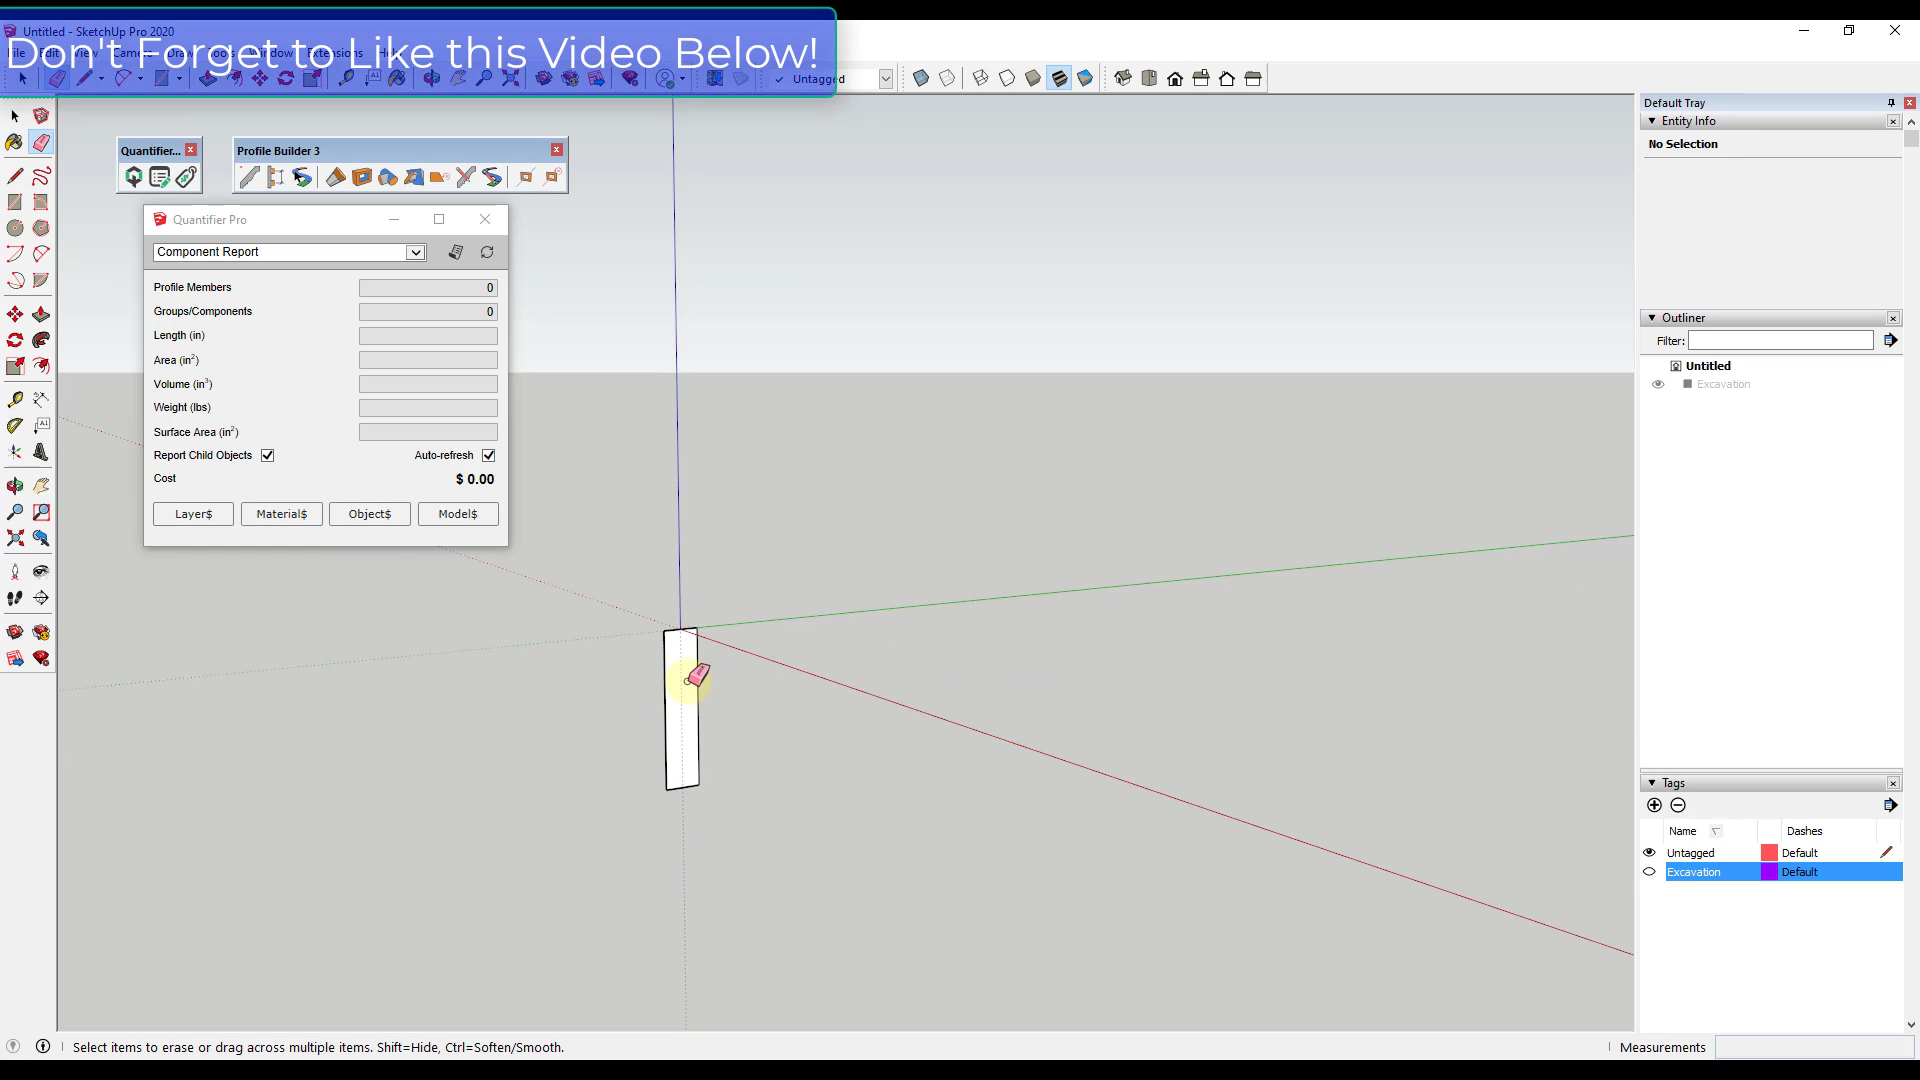 Untitled - SketchUp Pro 2020
Don't Forget to Like this Video Below!
Untagged
Default Tray
Entity Info
No Selection
Quantifier...
Profile Builder 3
Quantifier Pro
Component Report
Profile Members 0
Groups/Components 0
Length (in)
Area (in²)
Volume (in³)
Weight (lbs)
Surface Area (in²)
Report Child Objects Auto-refresh
Cost $ 0.00
Layer$ Material$ Object$ Model$
Outliner
Filter:
Untitled
Excavation
Tags
Name Dashes
Untagged Default
Excavation Default
Select items to erase or drag across multiple items. Shift=Hide, Ctrl=Soften/Smooth.
Measurements